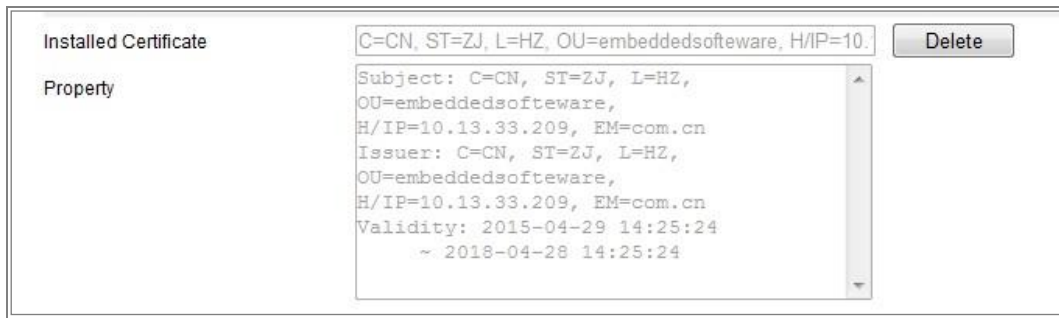 Installed Certificate C=CN, ST=ZJ, L=HZ, OU=embeddedsofteware, H/IP=10. Delete
Property
Subject: C=CN, ST=ZJ, L=HZ,
OU=embeddedsofteware,
H/IP=10.13.33.209, EM=com.cn
Issuer: C=CN, ST=ZJ, L=HZ,
OU=embeddedsofteware,
H/IP=10.13.33.209, EM=com.cn
Validity: 2015-04-29 14:25:24
~ 2018-04-28 14:25:24